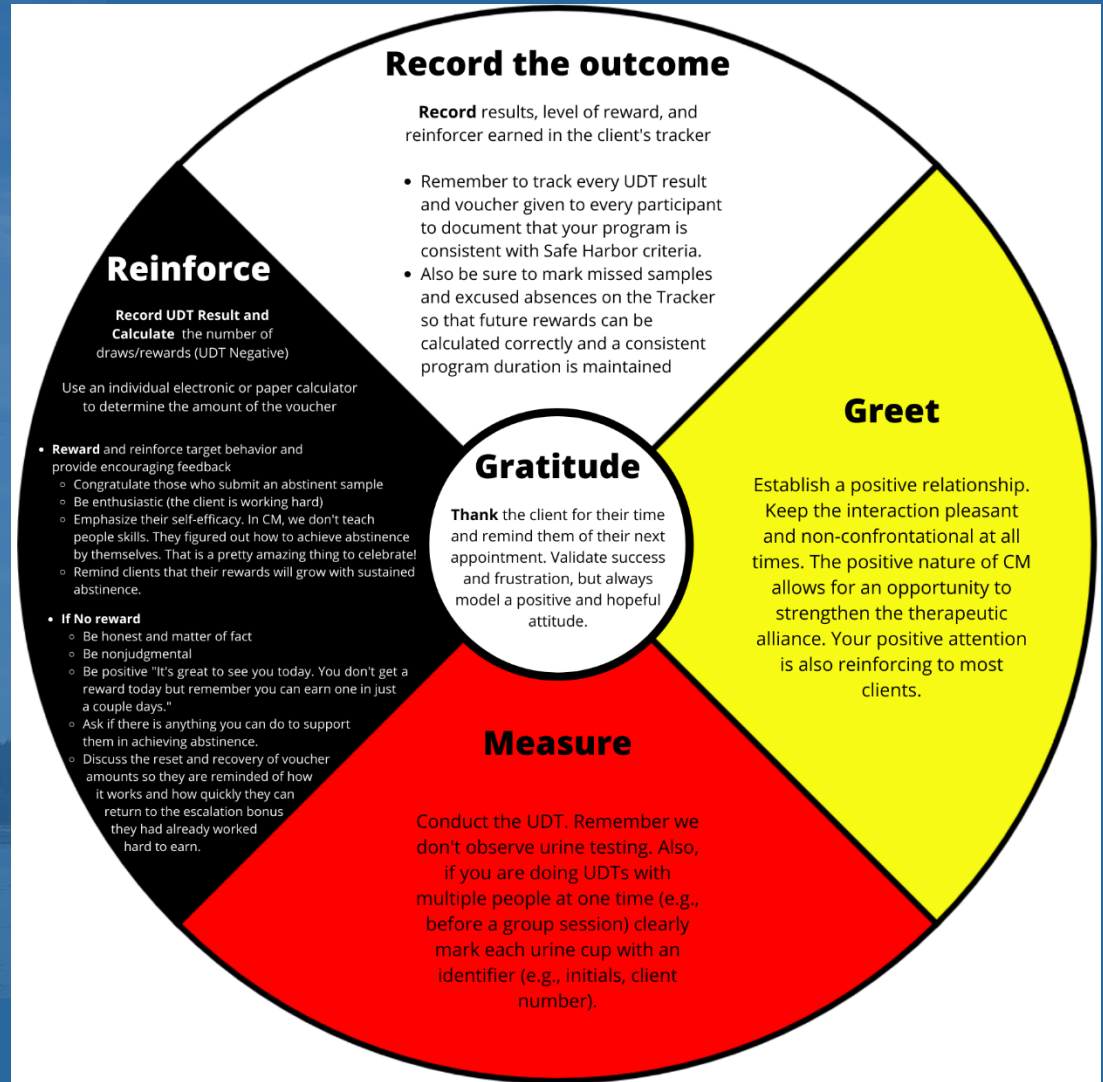 Record the outcome
Record results, level of reward, and
reinforcer earned in the client's tracker
• Remember to track every UDT result
and voucher given to every participant
to document that your program is
consistent with Safe Harbor criteria.
• Also be sure to mark missed samples
and excused absences on the Tracker
so that future rewards can be
calculated correctly and a consistent
program duration is maintained
Greet
Establish a positive relationship.
Keep the interaction pleasant
and non-confrontational at all
times. The positive nature of CM
allows for an opportunity to
strengthen the therapeutic
alliance. Your positive attention
is also reinforcing to most
clients.
Measure
Conduct the UDT. Remember we
don't observe urine testing. Also,
if you are doing UDTs with
multiple people at one time (e.g.,
before a group session) clearly
mark each urine cup with an
identifier (e.g., initials, client
number).
Reinforce
Record UDT Result and
Calculate the number of
draws/rewards (UDT Negative)
Use an individual electronic or paper calculator
to determine the amount of the voucher
• Reward and reinforce target behavior and
provide encouraging feedback
◦ Congratulate those who submit an abstinent sample
◦ Be enthusiastic (the client is working hard)
◦ Emphasize their self-efficacy. In CM, we don't teach
people skills. They figured out how to achieve abstinence
by themselves. That is a pretty amazing thing to celebrate!
◦ Remind clients that their rewards will grow with sustained
abstinence.
• If No reward
◦ Be honest and matter of fact
◦ Be nonjudgmental
◦ Be positive "It's great to see you today. You don't get a
reward today but remember you can earn one in just
a couple days."
◦ Ask if there is anything you can do to support
them in achieving abstinence.
◦ Discuss the reset and recovery of voucher
amounts so they are reminded of how
it works and how quickly they can
return to the escalation bonus
they had already worked
hard to earn.
Gratitude
Thank the client for their time
and remind them of their next
appointment. Validate success
and frustration, but always
model a positive and hopeful
attitude.